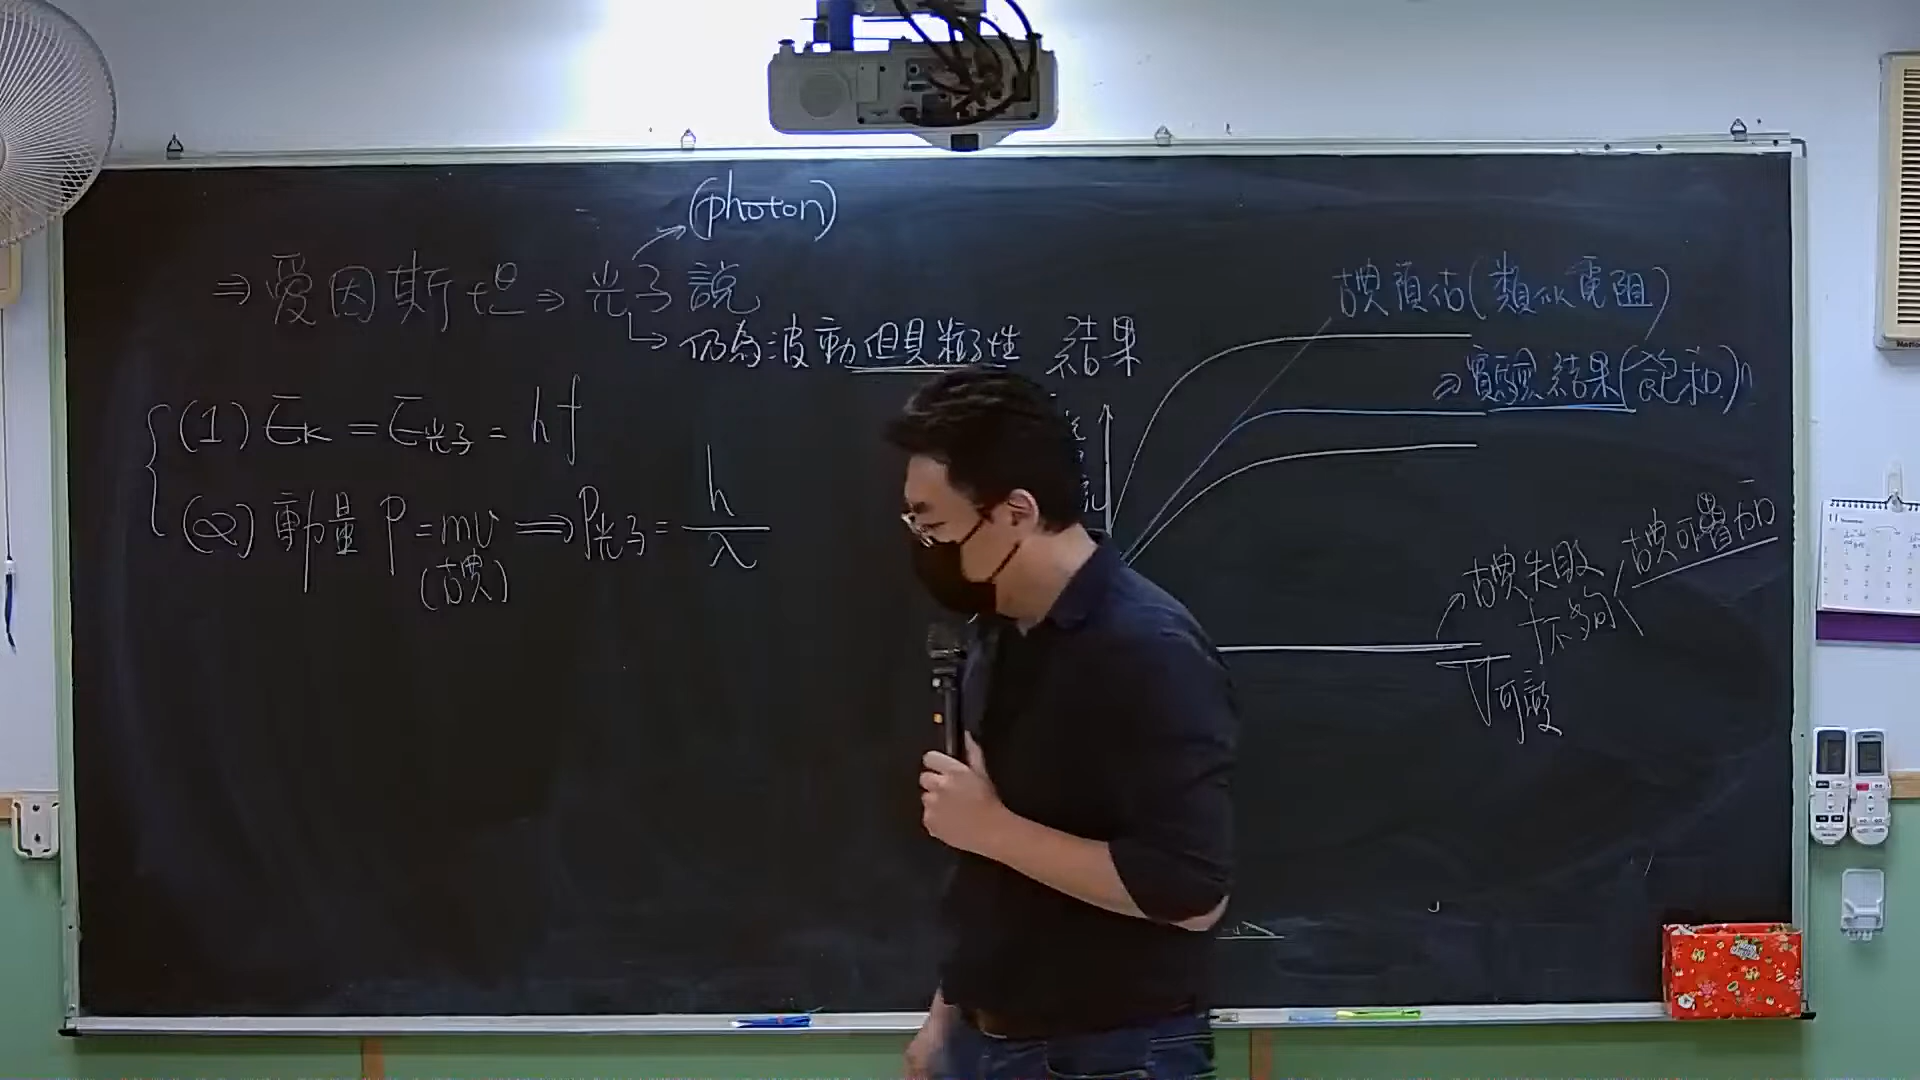 (photon)
⇒ 愛因斯坦 ⇒ 光子說
↳ 仍為波動但具粒子性 結果
(1) Eк = E光子 = hf
(2) 動量 P = mv ⇒ P光子 = h/λ
(古典)
古典預估(類似電阻)
⇒ 實驗結果(飽和)
古典失敗
古典可響加
不夠
可設